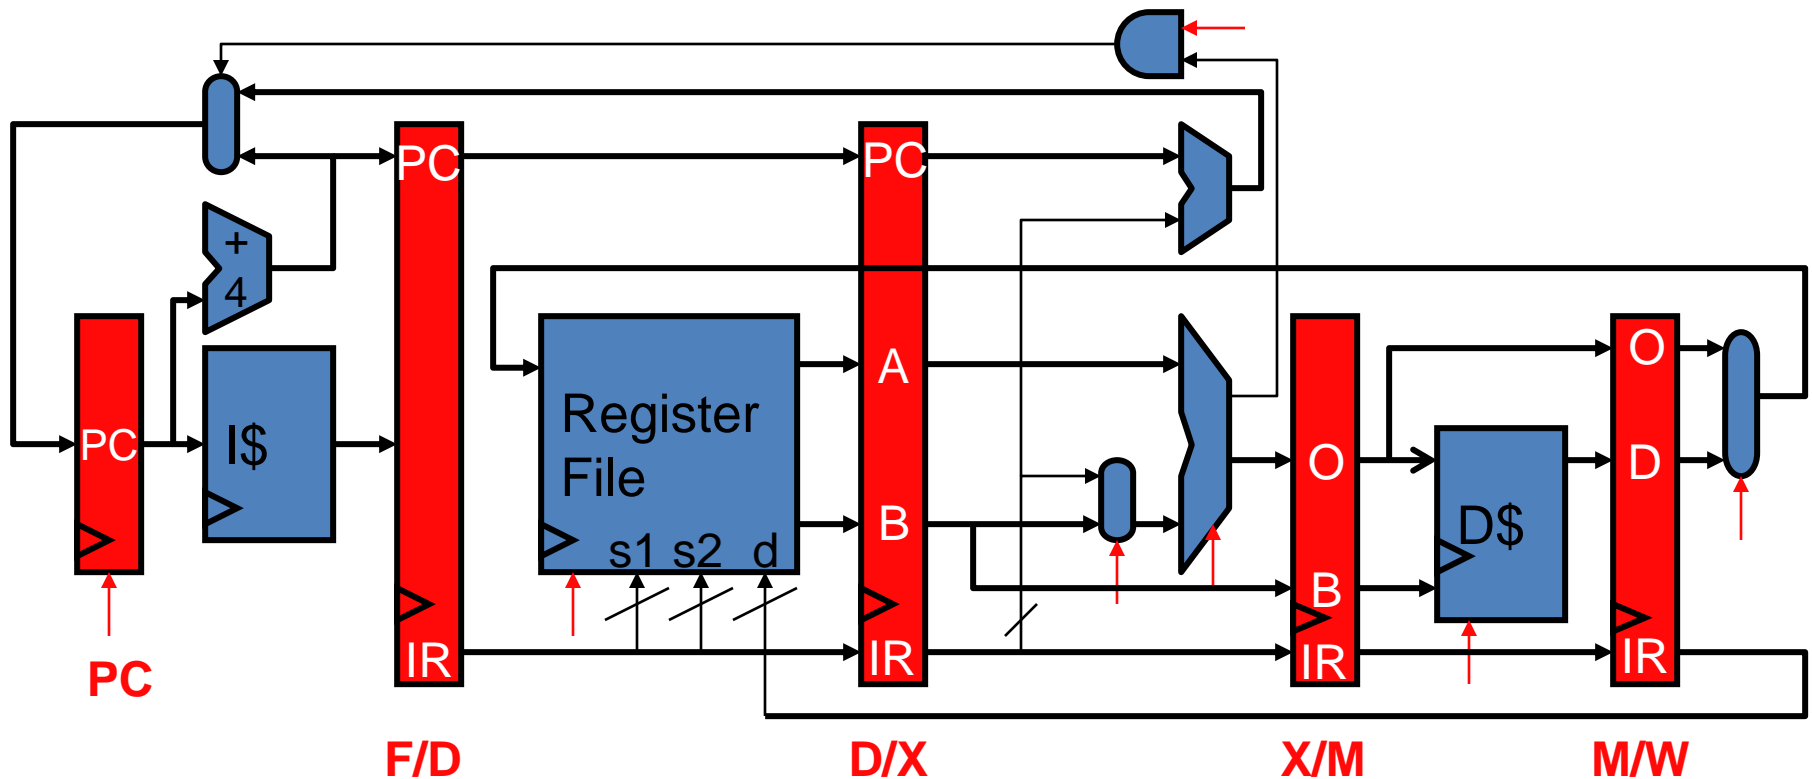 PC
PC
+
4
O
PC
I$
Register
File
A
O
D
B
D$
s1 s2 d
B
IR
IR
IR
IR
PC
F/D
D/X
X/M
M/W